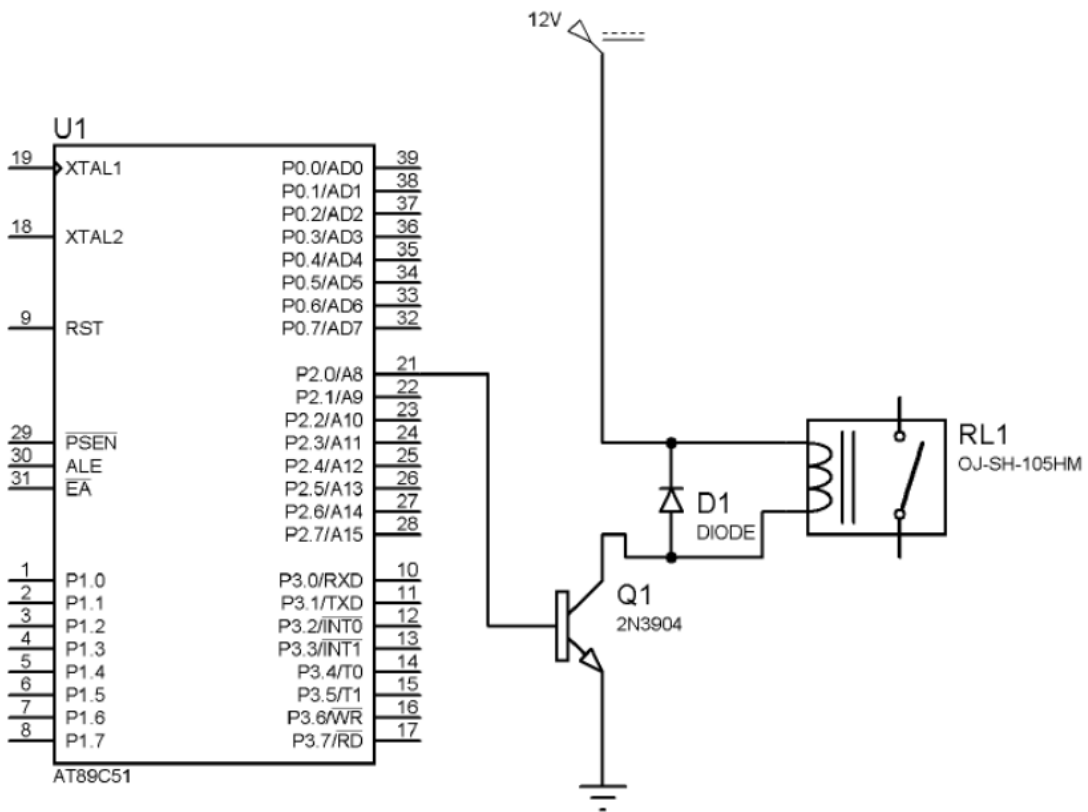 12V
U1
19 XTAL1 P0.0/AD0 39
P0.1/AD1 38
P0.2/AD2 37
18 XTAL2 P0.3/AD3 36
P0.4/AD4 35
P0.5/AD5 34
P0.6/AD6 33
9 RST P0.7/AD7 32
P2.0/A8 21
P2.1/A9 22
P2.2/A10 23
29 PSEN P2.3/A11 24
30 ALE P2.4/A12 25
31 EA P2.5/A13 26
P2.6/A14 27
P2.7/A15 28
1 P1.0 P3.0/RXD 10
2 P1.1 P3.1/TXD 11
3 P1.2 P3.2/INT0 12
4 P1.3 P3.3/INT1 13
5 P1.4 P3.4/T0 14
6 P1.5 P3.5/T1 15
7 P1.6 P3.6/WR 16
8 P1.7 P3.7/RD 17
AT89C51
D1
DIODE
Q1
2N3904
RL1
OJ-SH-105HM